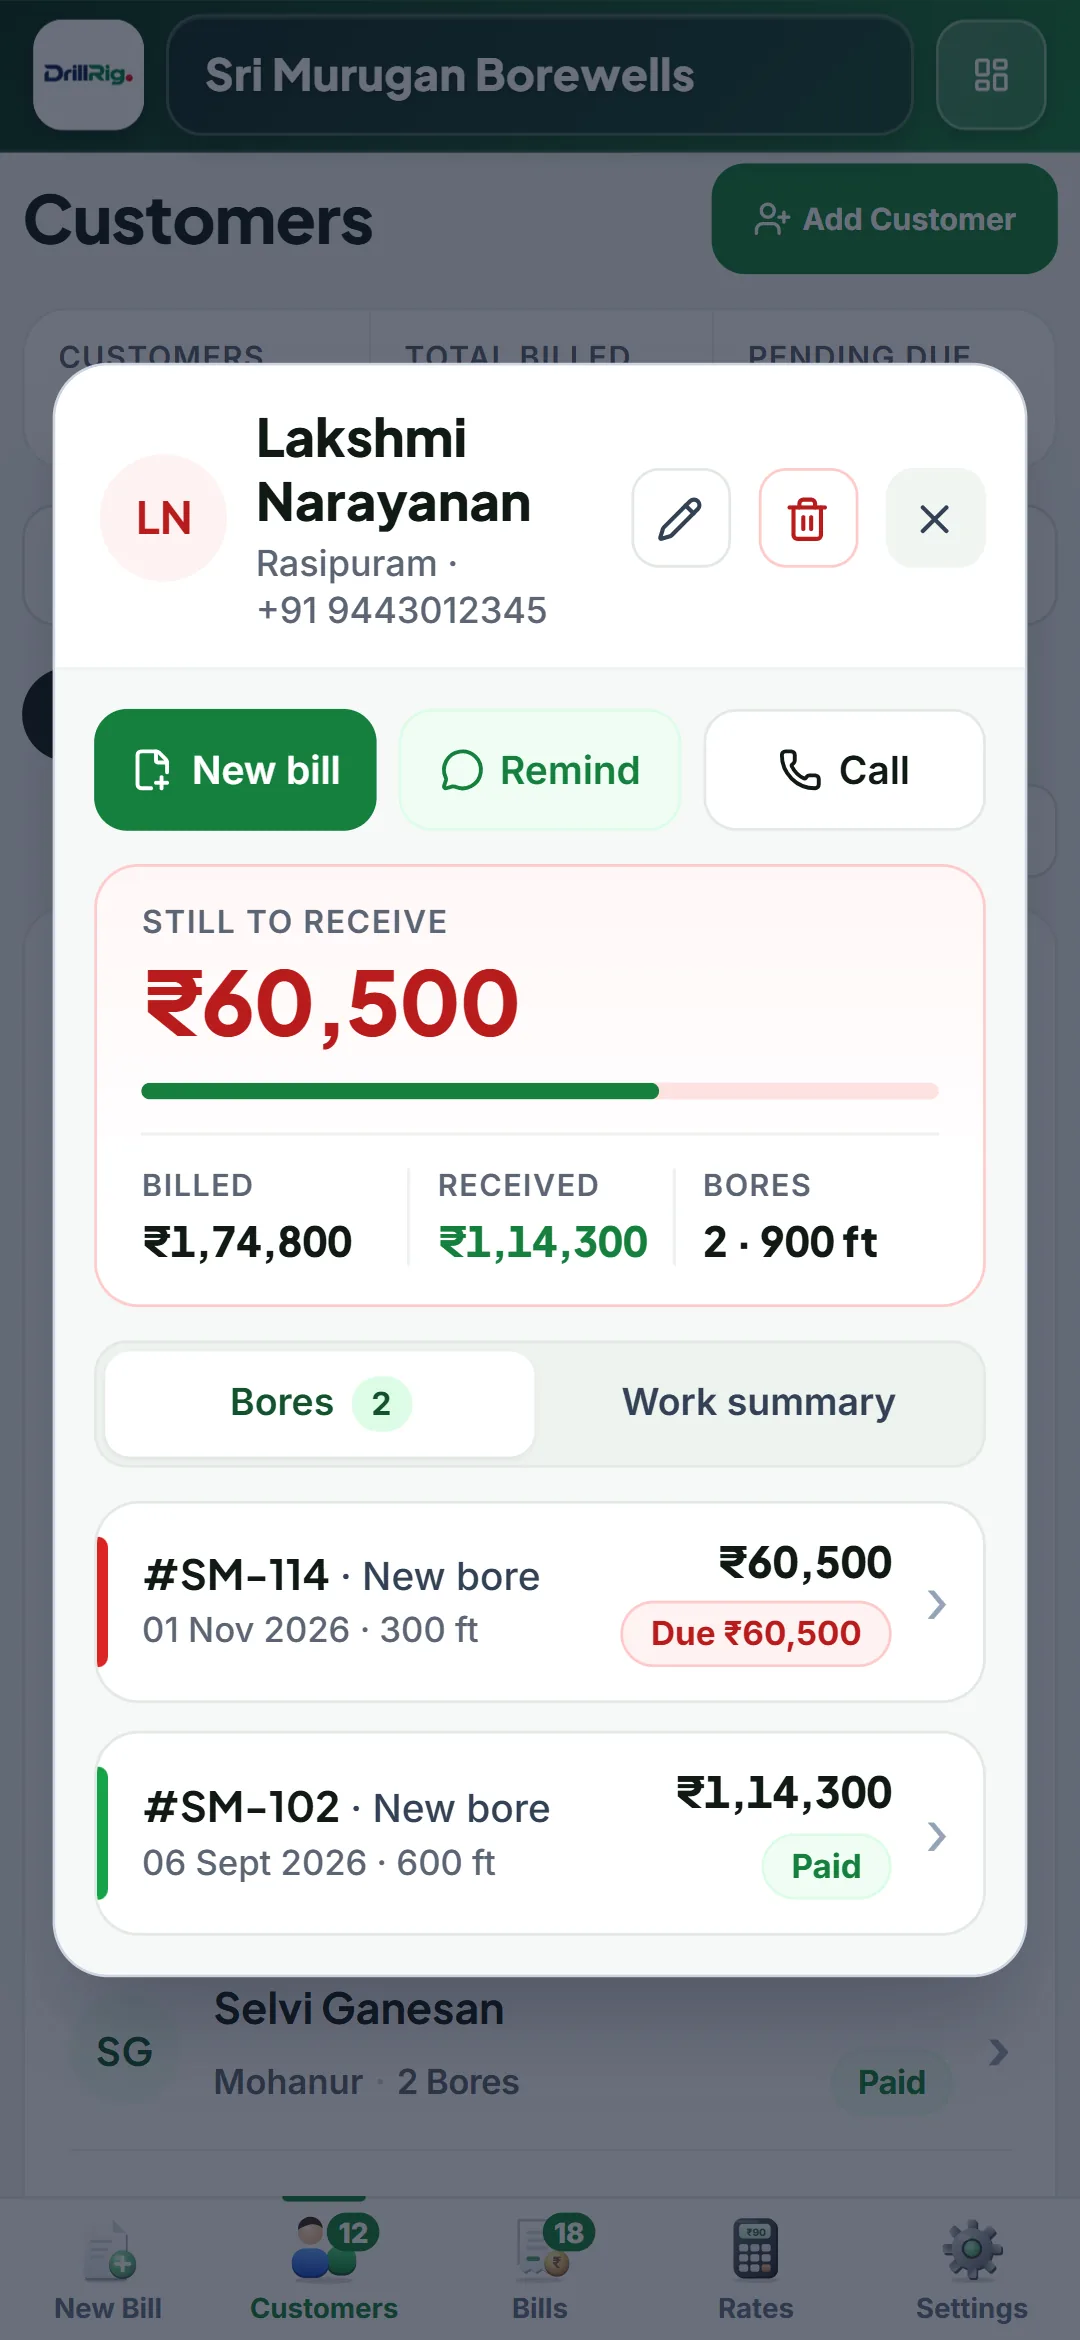 DrillRig.
Sri Murugan Borewells
Customers
Add Customer
CUSTOMERS
TOTAL BILLED
PENDING DUE
LN
Lakshmi
Narayanan
Rasipuram ·
+91 9443012345
New bill
Remind
Call
STILL TO RECEIVE
₹60,500
BILLED
RECEIVED
BORES
₹1,74,800
₹1,14,300
2 · 900 ft
Bores 2
Work summary
#SM-114 · New bore
₹60,500
01 Nov 2026 · 300 ft
Due ₹60,500
#SM-102 · New bore
₹1,14,300
06 Sept 2026 · 600 ft
Paid
SG
Selvi Ganesan
Mohanur · 2 Bores
Paid
12
18
₹90
₹
New Bill
Customers
Bills
Rates
Settings